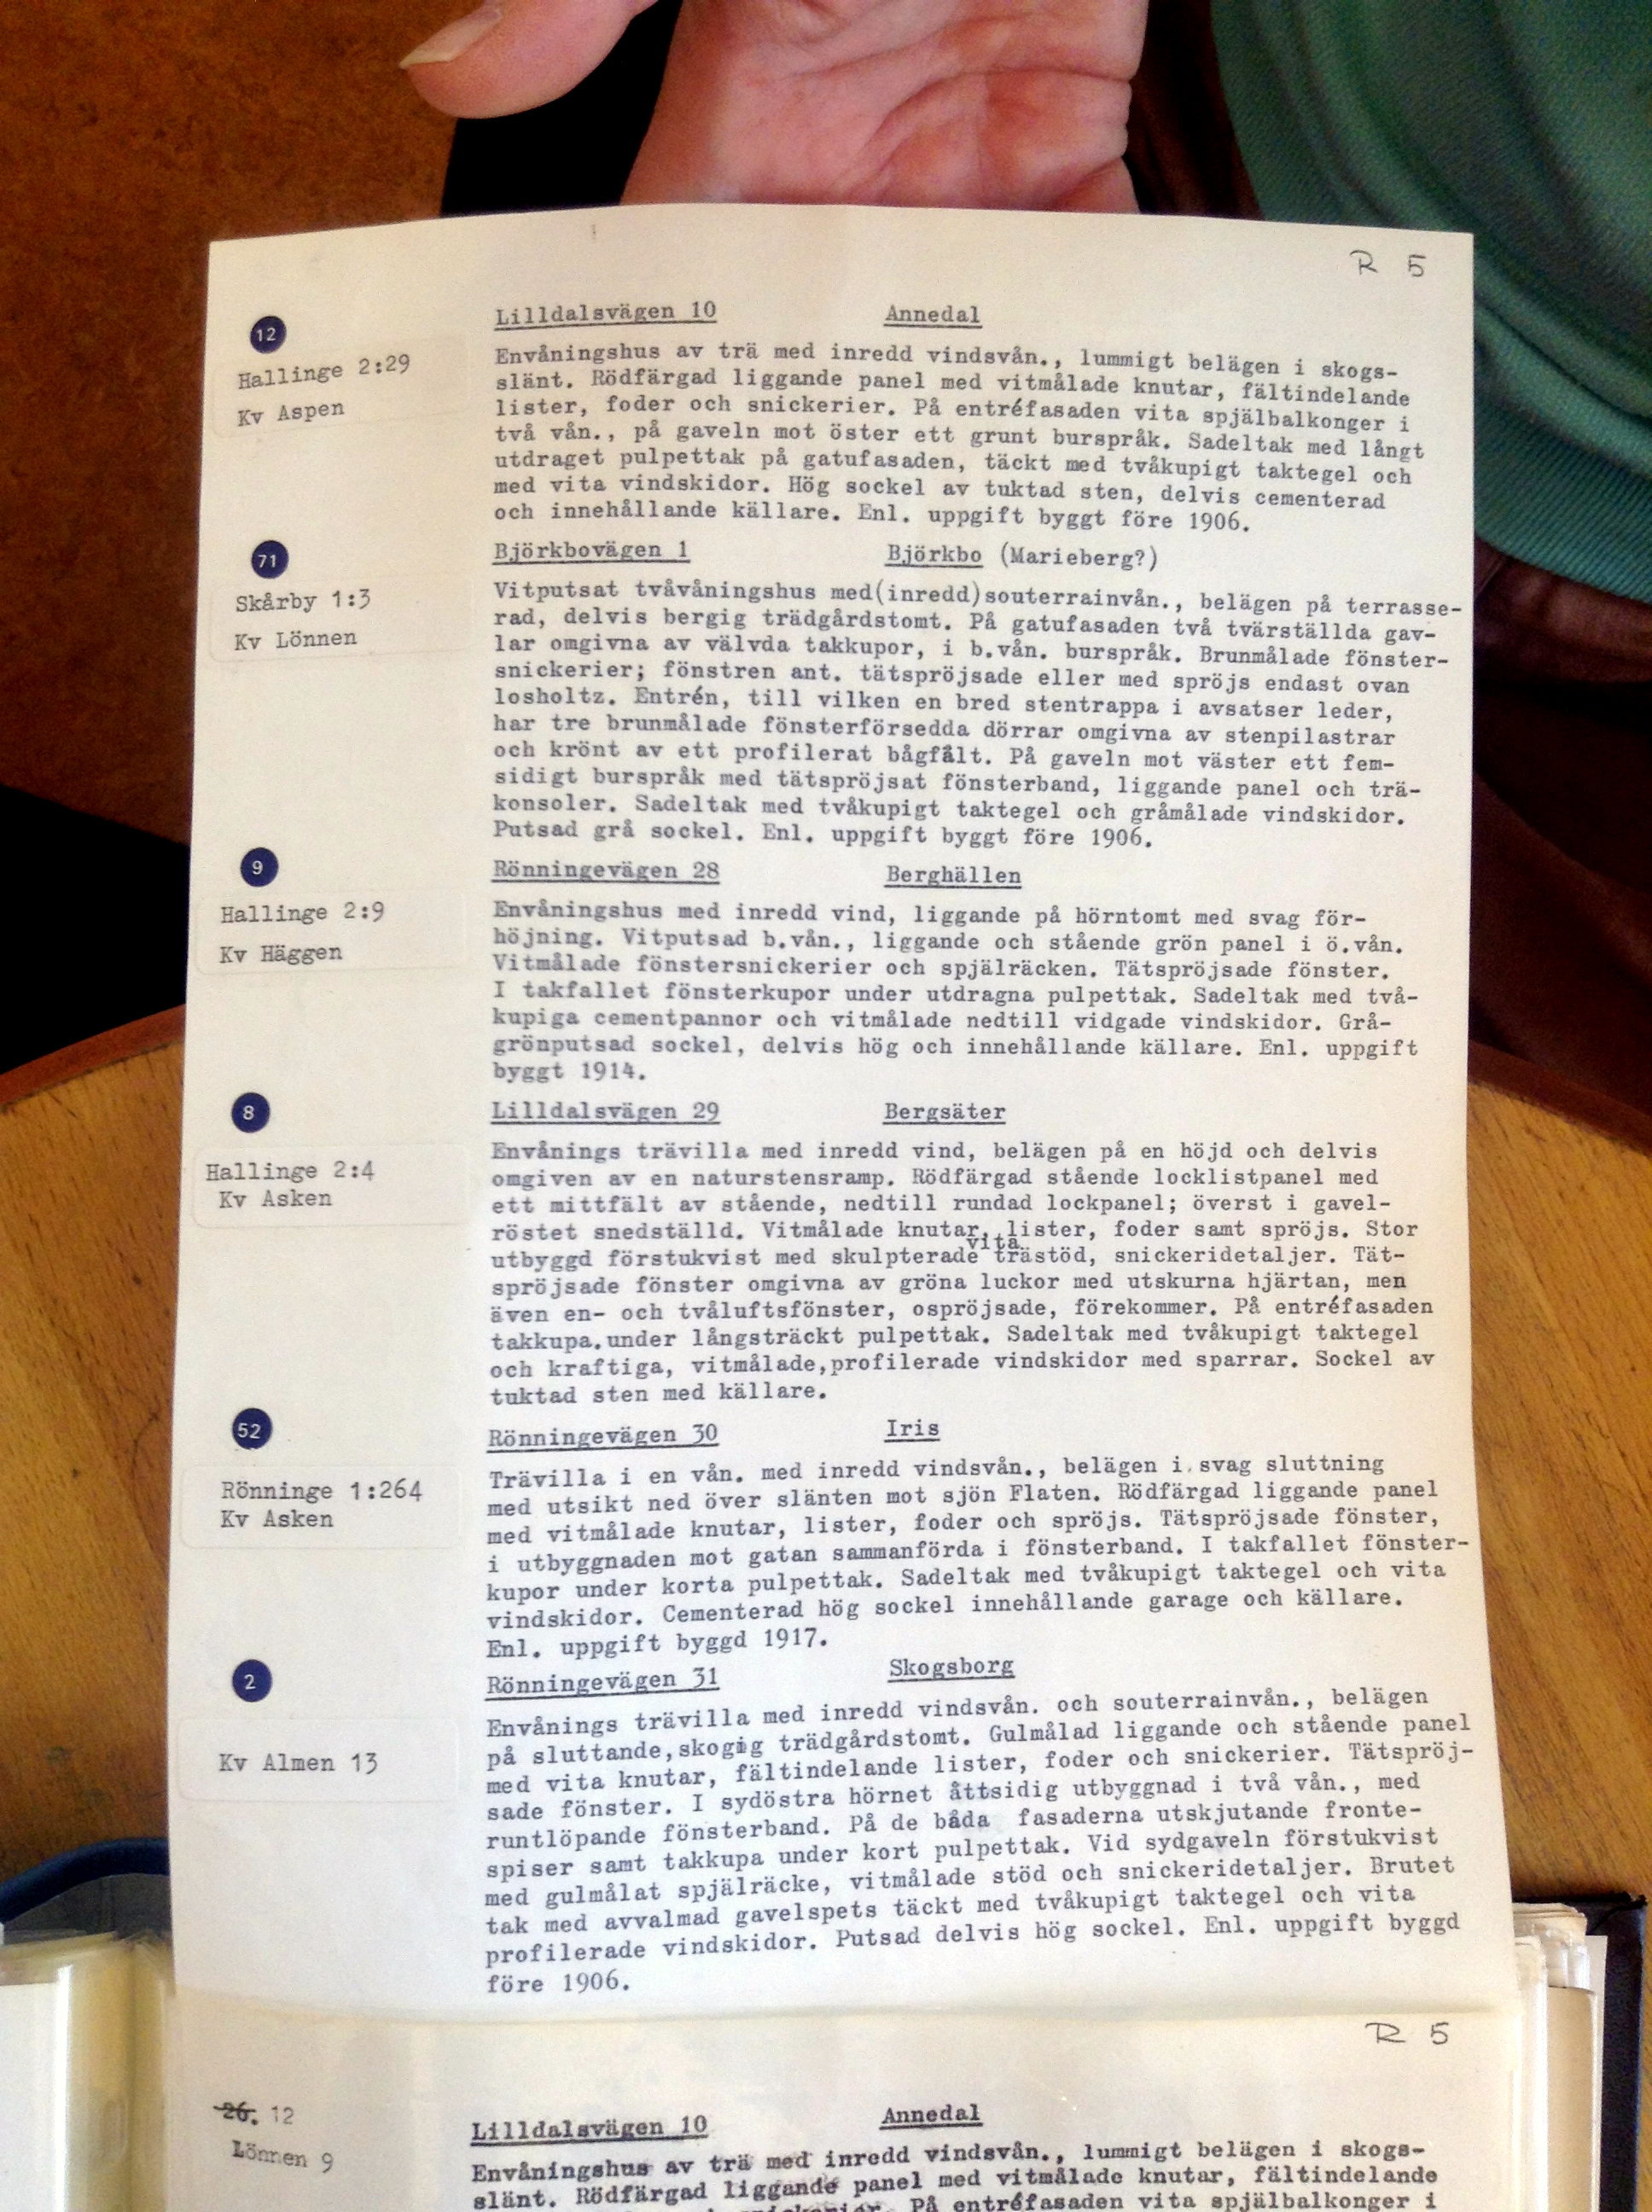 R 5
12
Lilldalsvägen 10 Annedal
Hallinge 2:29
Kv Aspen
Envåningshus av trä med inredd vindsvån., lummigt belägen i skogs-
slänt. Rödfärgad liggande panel med vitmålade knutar, fältindelande
lister, foder och snickerier. På entréfasaden vita spjälbalkonger i
två vån., på gaveln mot öster ett grunt burspråk. Sadeltak med långt
utdraget pulpettak på gatufasaden, täckt med tvåkupigt taktegel och
med vita vindskidor. Hög sockel av tuktad sten, delvis cementerad
och innehållande källare. Enl. uppgift byggt före 1906.
71
Björkbovägen 1 Björkbo (Marieberg?)
Skårby 1:3
Kv Lönnen
Vitputsat tvåvåningshus med(inredd)souterrainvån., belägen på terrasse-
rad, delvis bergig trädgårdstomt. På gatufasaden två tvärställda gav-
lar omgivna av välvda takkupor, i b.vån. burspråk. Brunmålade fönster-
snickerier; fönstren ant. tätspröjsade eller med spröjs endast ovan
losholtz. Entrén, till vilken en bred stentrappa i avsatser leder,
har tre brunmålade fönsterförsedda dörrar omgivna av stenpilastrar
och krönt av ett profilerat bågfält. På gaveln mot väster ett fem-
sidigt burspråk med tätspröjsat fönsterband, liggande panel och trä-
konsoler. Sadeltak med tvåkupigt taktegel och gråmålade vindskidor.
Putsad grå sockel. Enl. uppgift byggt före 1906.
9
Rönningevägen 28 Berghällen
Hallinge 2:9
Kv Häggen
Envåningshus med inredd vind, liggande på hörntomt med svag för-
höjning. Vitputsad b.vån., liggande och stående grön panel i ö.vån.
Vitmålade fönstersnickerier och spjälräcken. Tätspröjsade fönster.
I takfallet fönsterkupor under utdragna pulpettak. Sadeltak med två-
kupiga cementpannor och vitmålade nedtill vidgade vindskidor. Grå-
grönputsad sockel, delvis hög och innehållande källare. Enl. uppgift
byggt 1914.
8
Lilldalsvägen 29 Bergsäter
Hallinge 2:4
Kv Asken
Envånings trävilla med inredd vind, belägen på en höjd och delvis
omgiven av en naturstensramp. Rödfärgad stående locklistpanel med
ett mittfält av stående, nedtill rundad lockpanel; överst i gavel-
röstet snedställd. Vitmålade knutar, lister, foder samt spröjs. Stor
vita
utbyggd förstukvist med skulpterade trästöd, snickeridetaljer. Tät-
spröjsade fönster omgivna av gröna luckor med utskurna hjärtan, men
även en- och tvåluftsfönster, ospröjsade, förekommer. På entréfasaden
takkupa.under långsträckt pulpettak. Sadeltak med tvåkupigt taktegel
och kraftiga, vitmålade,profilerade vindskidor med sparrar. Sockel av
tuktad sten med källare.
52
Rönningevägen 30 Iris
Rönninge 1:264
Kv Asken
Trävilla i en vån. med inredd vindsvån., belägen i svag sluttning
med utsikt ned över slänten mot sjön Flaten. Rödfärgad liggande panel
med vitmålade knutar, lister, foder och spröjs. Tätspröjsade fönster,
i utbyggnaden mot gatan sammanförda i fönsterband. I takfallet fönster-
kupor under korta pulpettak. Sadeltak med tvåkupigt taktegel och vita
vindskidor. Cementerad hög sockel innehållande garage och källare.
Enl. uppgift byggd 1917.
2
Rönningevägen 31 Skogsborg
Kv Almen 13
Envånings trävilla med inredd vindsvån. och souterrainvån., belägen
på sluttande,skogig trädgårdstomt. Gulmålad liggande och stående panel
med vita knutar, fältindelande lister, foder och snickerier. Tätspröj-
sade fönster. I sydöstra hörnet åttsidig utbyggnad i två vån., med
runtlöpande fönsterband. På de båda fasaderna utskjutande fronte-
spiser samt takkupa under kort pulpettak. Vid sydgaveln förstukvist
med gulmålat spjälräcke, vitmålade stöd och snickeridetaljer. Brutet
tak med avvalmad gavelspets täckt med tvåkupigt taktegel och vita
profilerade vindskidor. Putsad delvis hög sockel. Enl. uppgift byggd
före 1906.
R 5
26. 12
Lönnen 9
Lilldalsvägen 10 Annedal
Envåningshus av trä med inredd vindsvån., lummigt belägen i skogs-
slänt. Rödfärgad liggande panel med vitmålade knutar, fältindelande
snickerier. På entréfasaden vita spjälbalkonger i